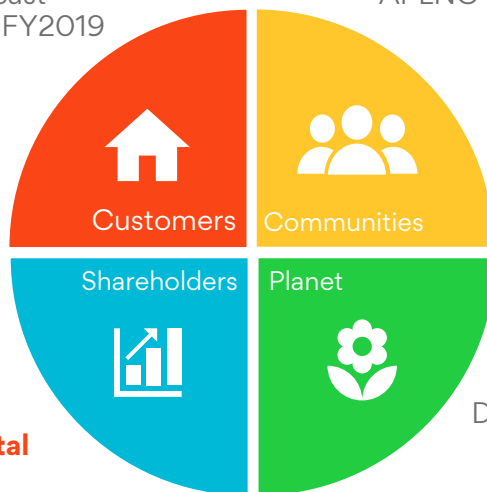 FY2019
Customers
Communities
Shareholders
Planet